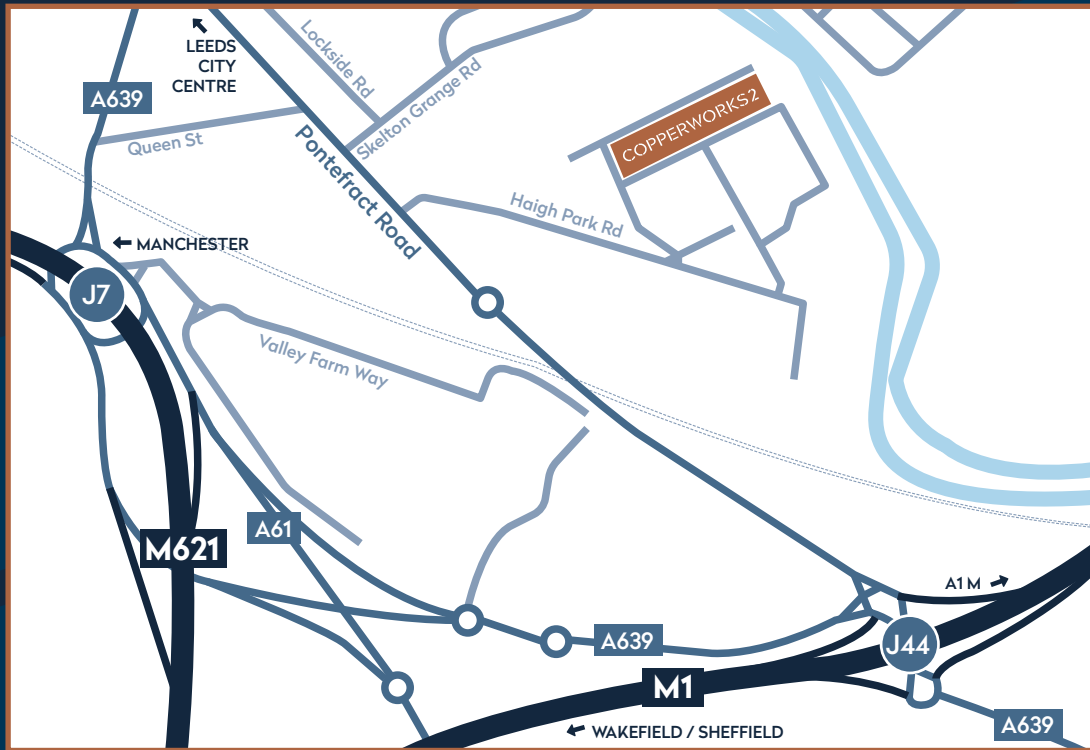 LEEDS
CITY
CENTRE
Lockside Rd
A639
Skelton Grange Rd
Queen St
COPPERWORKS2
Pontefract Road
Haigh Park Rd
MANCHESTER
J7
Valley Farm Way
A61
M621
A1 M
A639
J44
M1
WAKEFIELD / SHEFFIELD
A639